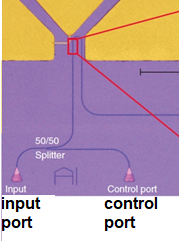 50/50
Splitter
Input
Control port
input
port
control
port